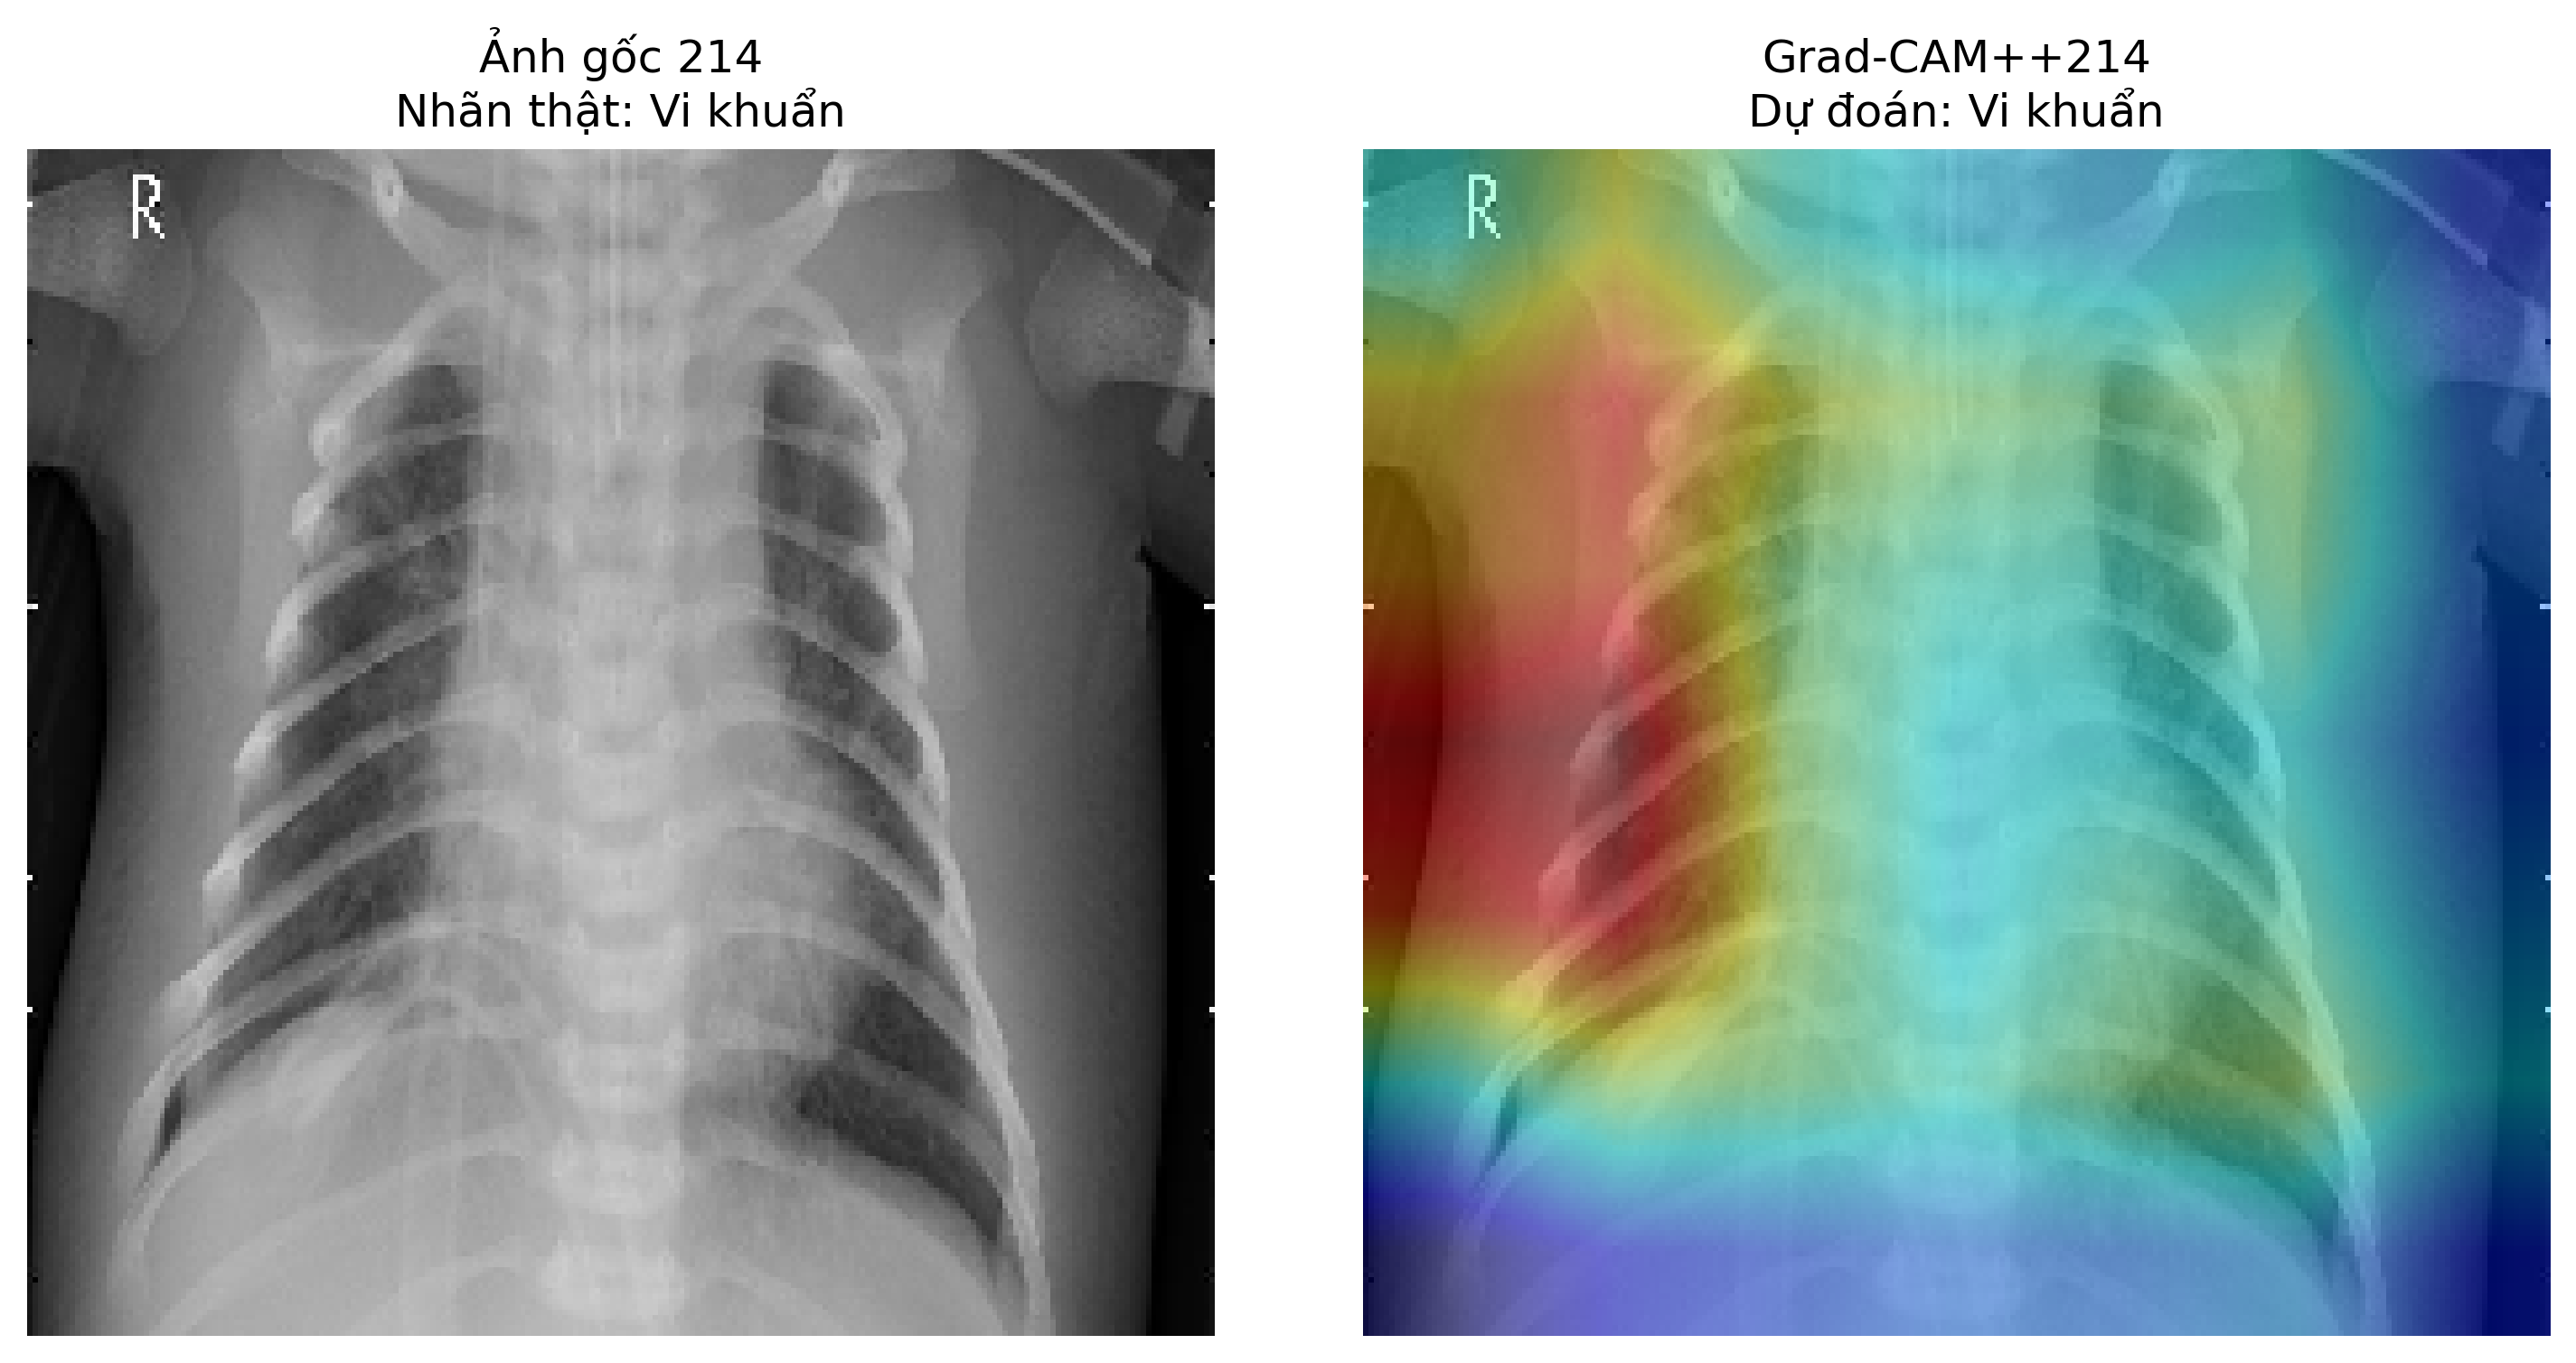 Ảnh gốc 214
Nhãn thật: Vi khuẩn
Grad-CAM++214
Dự đoán: Vi khuẩn
R
R